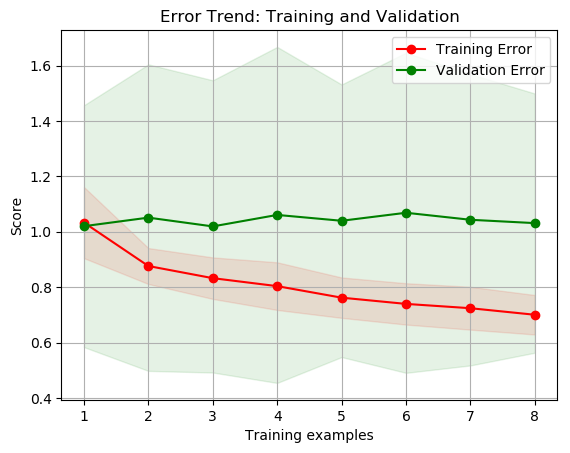 Error Trend: Training and Validation
Training Error
Validation Error
Score
1.6
1.4
1.2
1.0
0.8
0.6
0.4
1 2 3 4 5 6 7 8
Training examples